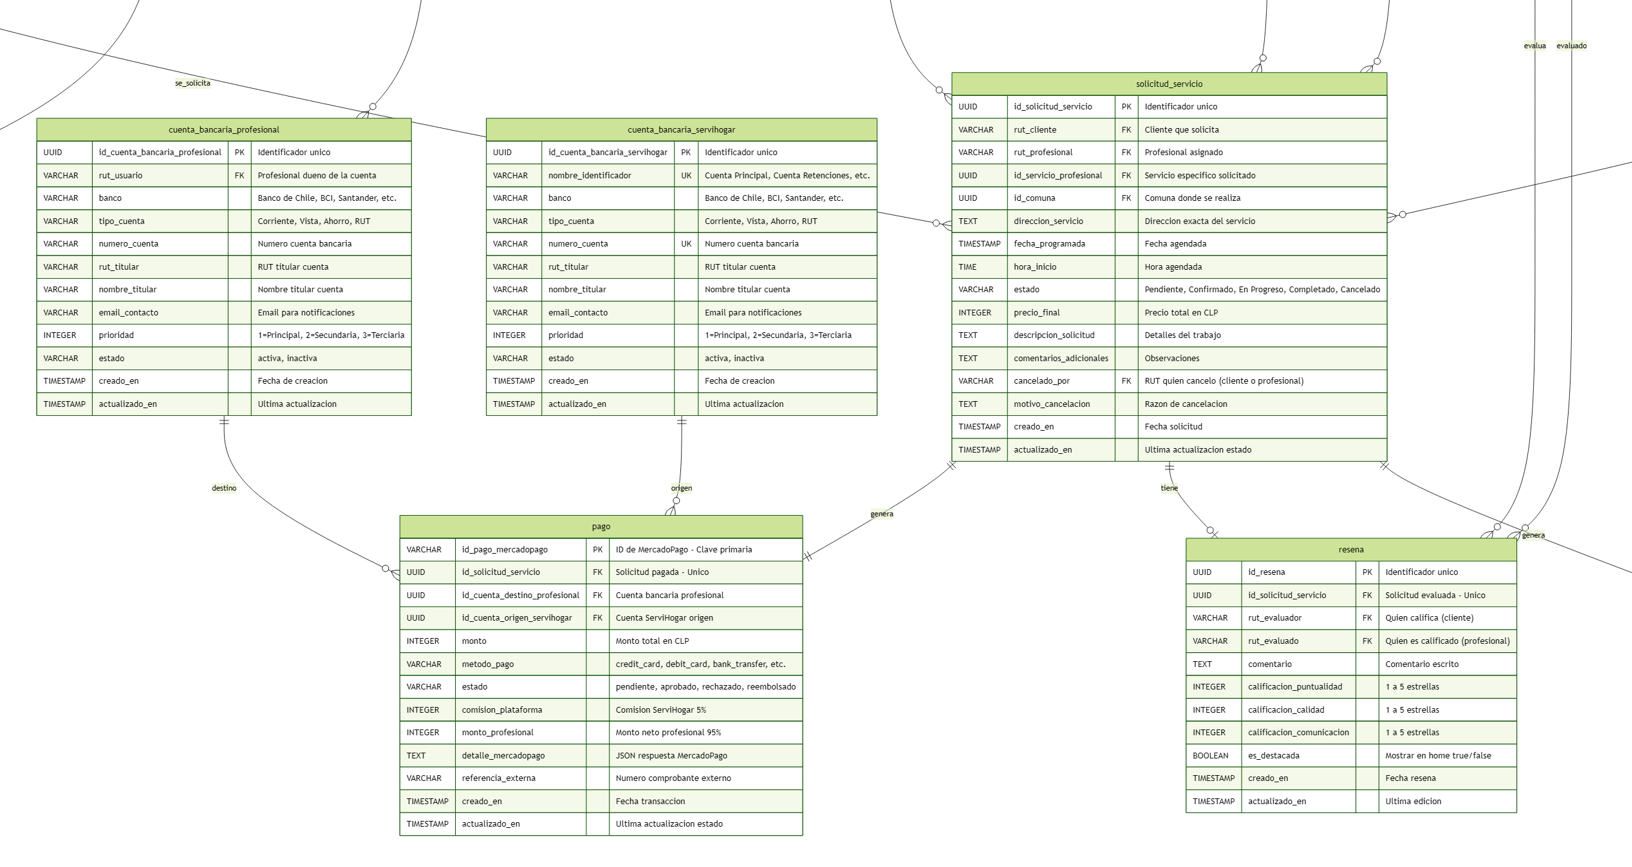 evalua
evaluado
se_solicita
cuenta_bancaria_profesional
UUID id_cuenta_bancaria_profesional PK Identificador unico
VARCHAR rut_usuario FK Profesional dueno de la cuenta
VARCHAR banco Banco de Chile, BCI, Santander, etc.
VARCHAR tipo_cuenta Corriente, Vista, Ahorro, RUT
VARCHAR numero_cuenta Numero cuenta bancaria
VARCHAR rut_titular RUT titular cuenta
VARCHAR nombre_titular Nombre titular cuenta
VARCHAR email_contacto Email para notificaciones
INTEGER prioridad 1=Principal, 2=Secundaria, 3=Terciaria
VARCHAR estado activa, inactiva
TIMESTAMP creado_en Fecha de creacion
TIMESTAMP actualizado_en Ultima actualizacion
cuenta_bancaria_servihogar
UUID id_cuenta_bancaria_servihogar PK Identificador unico
VARCHAR nombre_identificador UK Cuenta Principal, Cuenta Retenciones, etc.
VARCHAR banco Banco de Chile, BCI, Santander, etc.
VARCHAR tipo_cuenta Corriente, Vista, Ahorro, RUT
VARCHAR numero_cuenta UK Numero cuenta bancaria
VARCHAR rut_titular RUT titular cuenta
VARCHAR nombre_titular Nombre titular cuenta
VARCHAR email_contacto Email para notificaciones
INTEGER prioridad 1=Principal, 2=Secundaria, 3=Terciaria
VARCHAR estado activa, inactiva
TIMESTAMP creado_en Fecha de creacion
TIMESTAMP actualizado_en Ultima actualizacion
solicitud_servicio
UUID id_solicitud_servicio PK Identificador unico
VARCHAR rut_cliente FK Cliente que solicita
VARCHAR rut_profesional FK Profesional asignado
UUID id_servicio_profesional FK Servicio especifico solicitado
UUID id_comuna FK Comuna donde se realiza
TEXT direccion_servicio Direccion exacta del servicio
TIMESTAMP fecha_programada Fecha agendada
TIME hora_inicio Hora agendada
VARCHAR estado Pendiente, Confirmado, En Progreso, Completado, Cancelado
INTEGER precio_final Precio total en CLP
TEXT descripcion_solicitud Detalles del trabajo
TEXT comentarios_adicionales Observaciones
VARCHAR cancelado_por FK RUT quien cancelo (cliente o profesional)
TEXT motivo_cancelacion Razon de cancelacion
TIMESTAMP creado_en Fecha solicitud
TIMESTAMP actualizado_en Ultima actualizacion estado
destino
origen
genera
tiene
genera
pago
VARCHAR id_pago_mercadopago PK ID de MercadoPago - Clave primaria
UUID id_solicitud_servicio FK Solicitud pagada - Unico
UUID id_cuenta_destino_profesional FK Cuenta bancaria profesional
UUID id_cuenta_origen_servihogar FK Cuenta ServiHogar origen
INTEGER monto Monto total en CLP
VARCHAR metodo_pago credit_card, debit_card, bank_transfer, etc.
VARCHAR estado pendiente, aprobado, rechazado, reembolsado
INTEGER comision_plataforma Comision ServiHogar 5%
INTEGER monto_profesional Monto neto profesional 95%
TEXT detalle_mercadopago JSON respuesta MercadoPago
VARCHAR referencia_externa Numero comprobante externo
TIMESTAMP creado_en Fecha transaccion
TIMESTAMP actualizado_en Ultima actualizacion estado
resena
UUID id_resena PK Identificador unico
UUID id_solicitud_servicio FK Solicitud evaluada - Unico
VARCHAR rut_evaluador FK Quien califica (cliente)
VARCHAR rut_evaluado FK Quien es calificado (profesional)
TEXT comentario Comentario escrito
INTEGER calificacion_puntualidad 1 a 5 estrellas
INTEGER calificacion_calidad 1 a 5 estrellas
INTEGER calificacion_comunicacion 1 a 5 estrellas
BOOLEAN es_destacada Mostrar en home true/false
TIMESTAMP creado_en Fecha resena
TIMESTAMP actualizado_en Ultima edicion